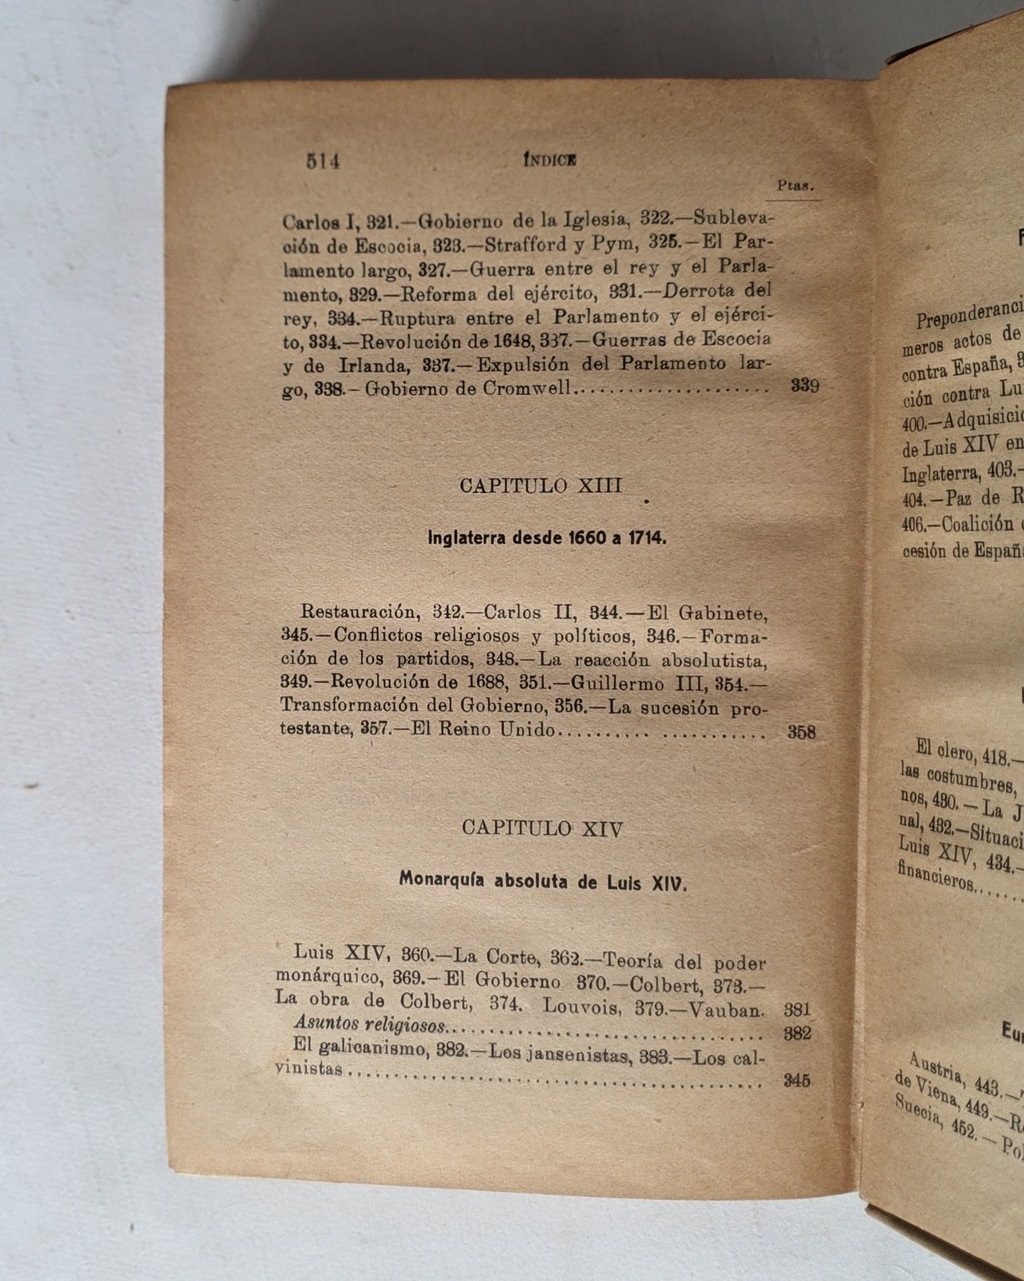 514 ÍNDICE
Ptas.
Carlos I, 321.—Gobierno de la Iglesia, 322.—Subleva-
ción de Escocia, 323.—Strafford y Pym, 325.—El Par-
lamento largo, 327.—Guerra entre el rey y el Parla-
mento, 329.—Reforma del ejército, 331.—Derrota del
rey, 334.—Ruptura entre el Parlamento y el ejérci-
to, 334.—Revolución de 1648, 337.—Guerras de Escocia
y de Irlanda, 337.—Expulsión del Parlamento lar-
go, 338.—Gobierno de Cromwell.................... 339
CAPITULO XIII
Inglaterra desde 1660 a 1714.
Restauración, 342.—Carlos II, 344.—El Gabinete,
345.—Conflictos religiosos y políticos, 346.—Forma-
ción de los partidos, 348.—La reacción absolutista,
349.—Revolución de 1688, 351.—Guillermo III, 354.—
Transformación del Gobierno, 356.—La sucesión pro-
testante, 357.—El Reino Unido.......... ........... 358
CAPITULO XIV
Monarquía absoluta de Luis XIV.
Luis XIV, 360.—La Corte, 362.—Teoría del poder
monárquico, 369.—El Gobierno 370.—Colbert, 373.—
La obra de Colbert, 374. Louvois, 379.—Vauban. 381
Asuntos religiosos................................ 382
El galicanismo, 382.—Los jansenistas, 383.—Los cal-
vinistas.......................................... 345
Preponderanci
meros actos de
contra España,
ción contra Lu
400.—Adquisicio
de Luis XIV en
Inglaterra, 403.—
404.—Paz de R
406.—Coalición
cesión de Españ
El clero, 418.—
las costumbres,
nos, 430.—La J
nal, 432.—Situaci
Luis XIV, 434.—
financieros......
Eu
Austria, 443.—
de Viena, 449.—R
Suecia, 452.—Pol